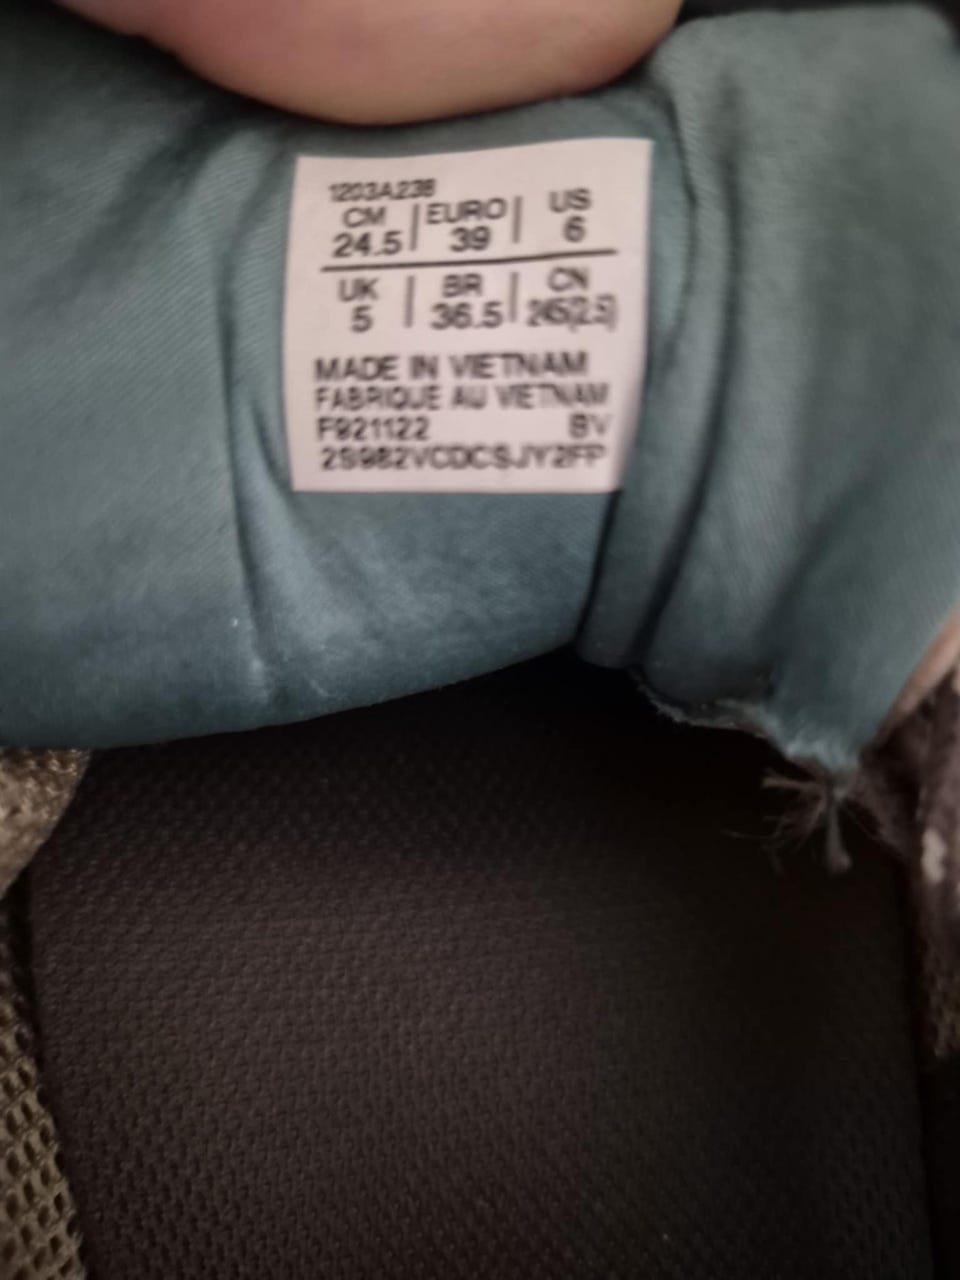 1203A238
CM | EURO | US
24.5 | 39 | 6
UK | BR | CN
5 | 36.5 | 245(2.5)
MADE IN VIETNAM
FABRIQUE AU VIETNAM
F921122 BV
2S982VCDCSJY2FP